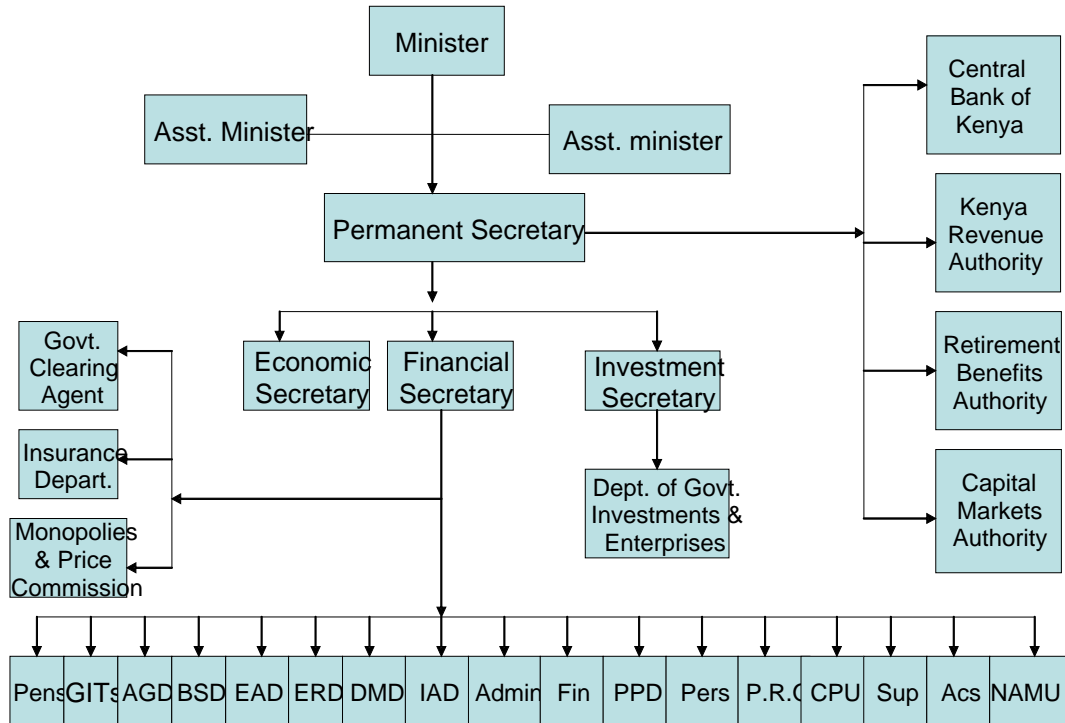 Minister
Asst. Minister
Asst. minister
Permanent Secretary
Central
Bank of
Kenya
Kenya
Revenue
Authority
Retirement
Benefits
Authority
Capital
Markets
Authority
Economic
Secretary
Financial
Secretary
Investment
Secretary
Dept. of Govt.
Investments &
Enterprises
Govt.
Clearing
Agent
Insurance
Depart.
Monopolies
& Price
Commission
Pens GITs AGD BSD EAD ERD DMD IAD Admin Fin PPD Pers P.R.O CPU Sup Acs NAMU